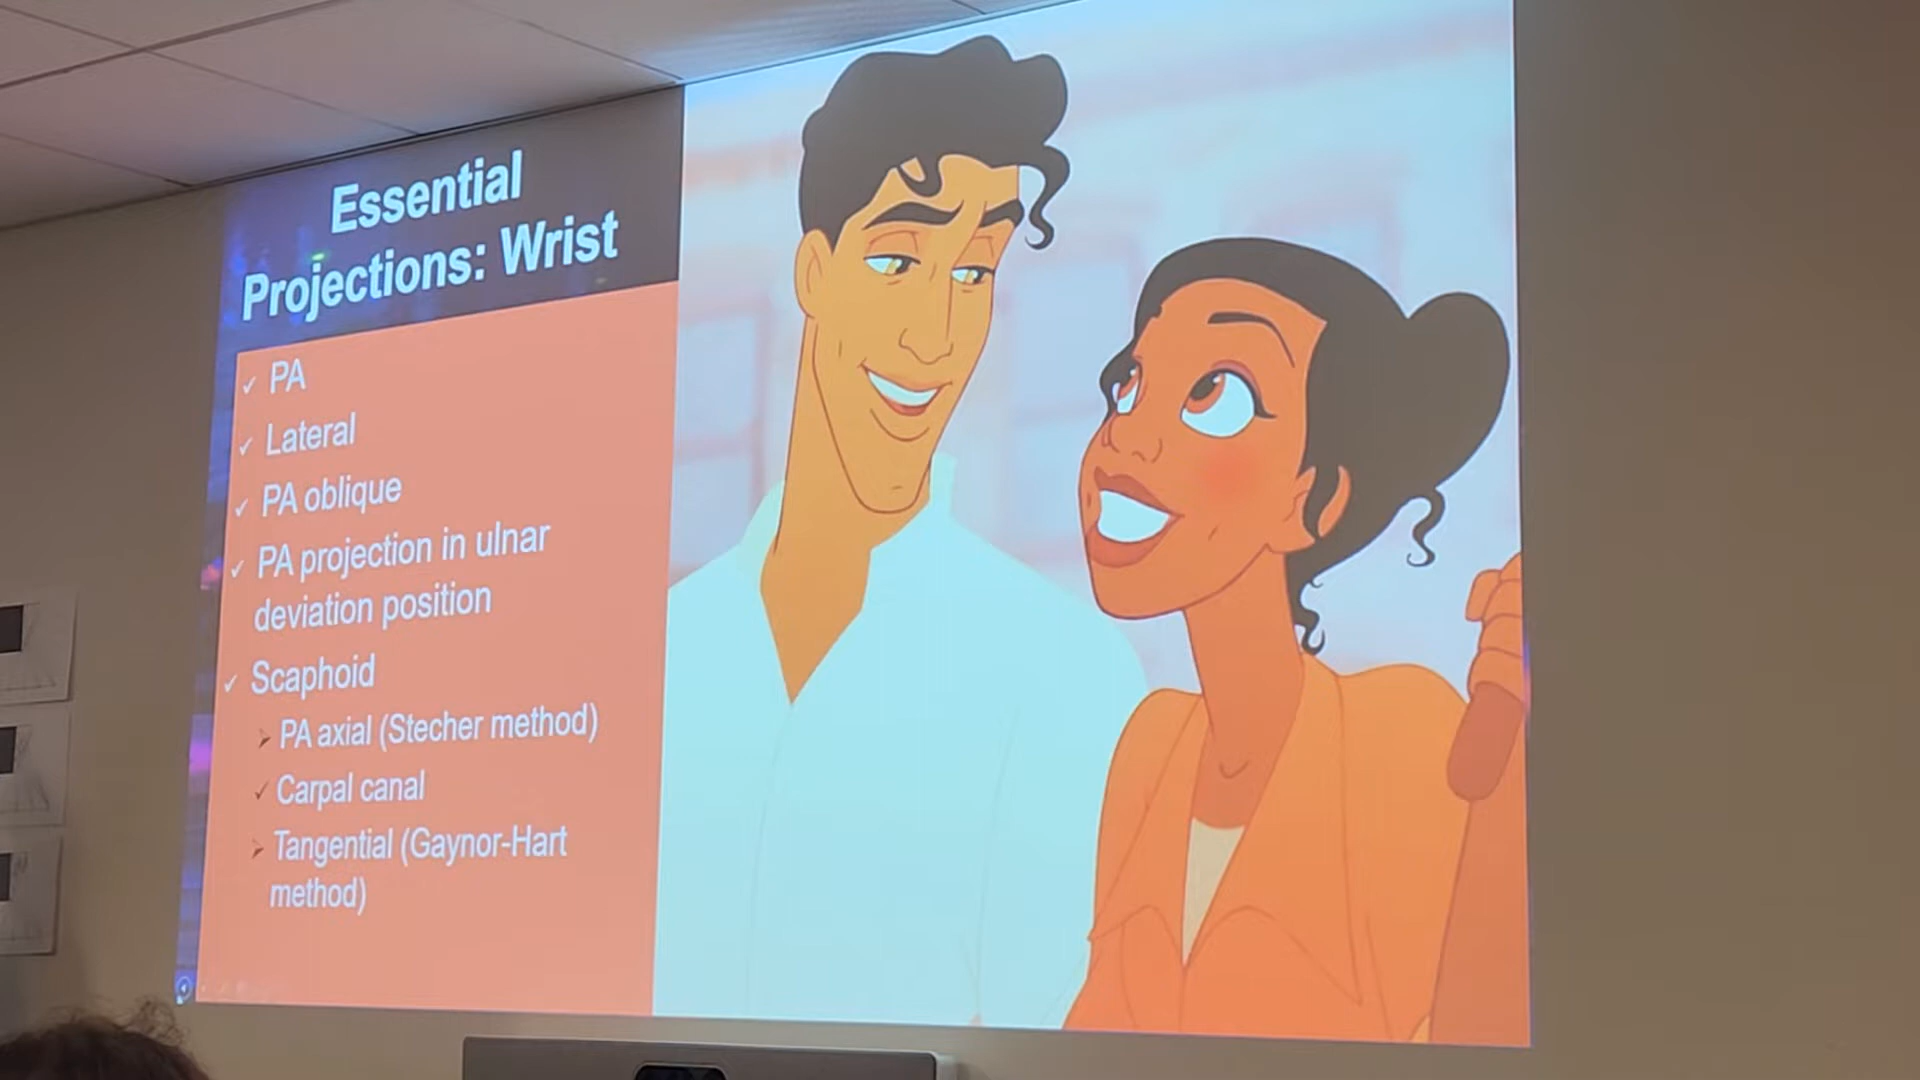 Essential
Projections: Wrist
PA
Lateral
PA oblique
PA projection in ulnar
deviation position
Scaphoid
PA axial (Stecher method)
Carpal canal
Tangential (Gaynor-Hart
method)